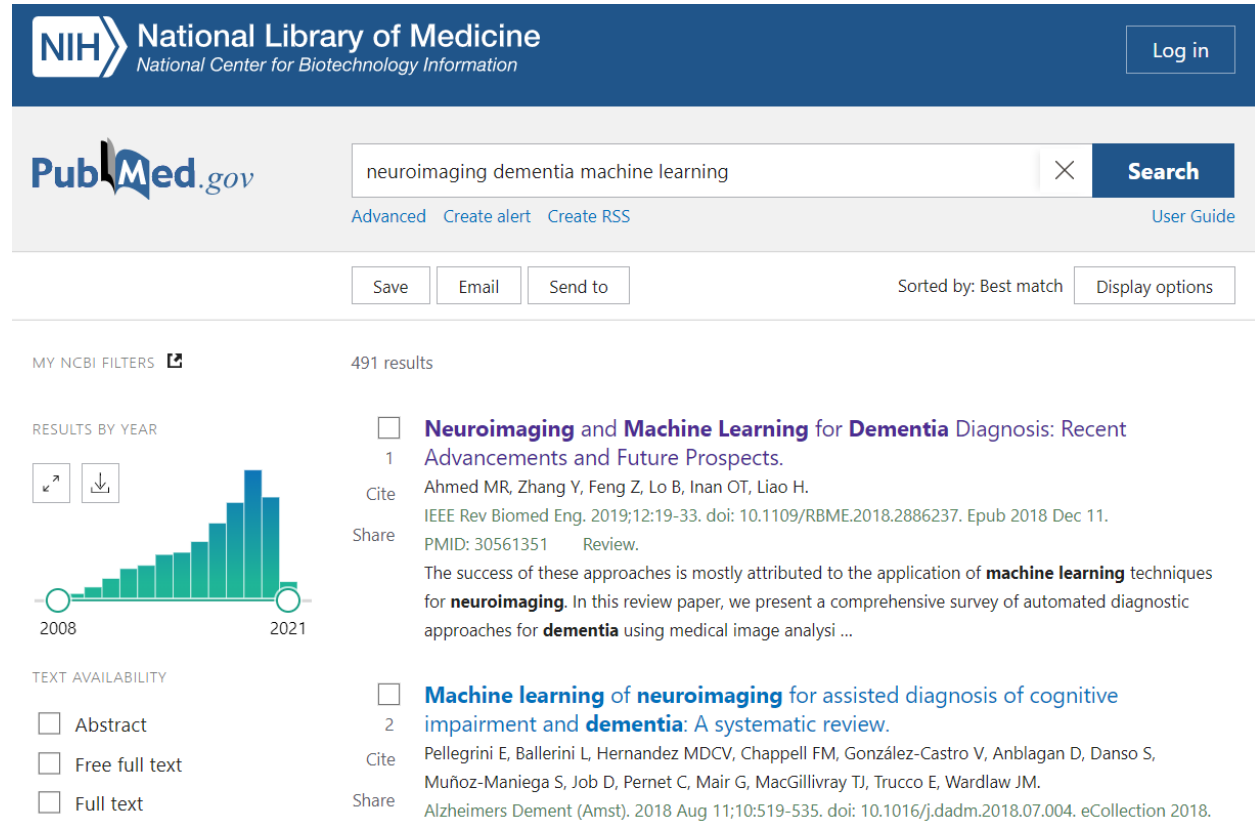 NIH National Library of Medicine
National Center for Biotechnology Information
Log in
PubMed.gov
neuroimaging dementia machine learning
Search
Advanced Create alert Create RSS
User Guide
Save Email Send to
Sorted by: Best match Display options
MY NCBI FILTERS
491 results
RESULTS BY YEAR
2008 2021
TEXT AVAILABILITY
Abstract
Free full text
Full text
1
Cite
Share
Neuroimaging and Machine Learning for Dementia Diagnosis: Recent
Advancements and Future Prospects.
Ahmed MR, Zhang Y, Feng Z, Lo B, Inan OT, Liao H.
IEEE Rev Biomed Eng. 2019;12:19-33. doi: 10.1109/RBME.2018.2886237. Epub 2018 Dec 11.
PMID: 30561351 Review.
The success of these approaches is mostly attributed to the application of machine learning techniques
for neuroimaging. In this review paper, we present a comprehensive survey of automated diagnostic
approaches for dementia using medical image analysi ...
2
Cite
Share
Machine learning of neuroimaging for assisted diagnosis of cognitive
impairment and dementia: A systematic review.
Pellegrini E, Ballerini L, Hernandez MDCV, Chappell FM, González-Castro V, Anblagan D, Danso S,
Muñoz-Maniega S, Job D, Pernet C, Mair G, MacGillivray TJ, Trucco E, Wardlaw JM.
Alzheimers Dement (Amst). 2018 Aug 11;10:519-535. doi: 10.1016/j.dadm.2018.07.004. eCollection 2018.